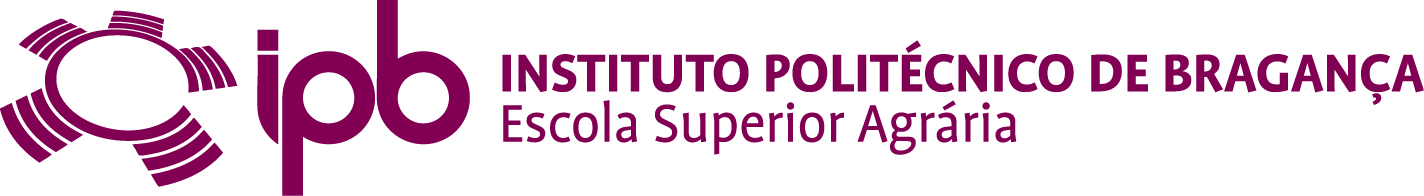 ipb
INSTITUTO POLITÉCNICO DE BRAGANÇA
Escola Superior Agrária